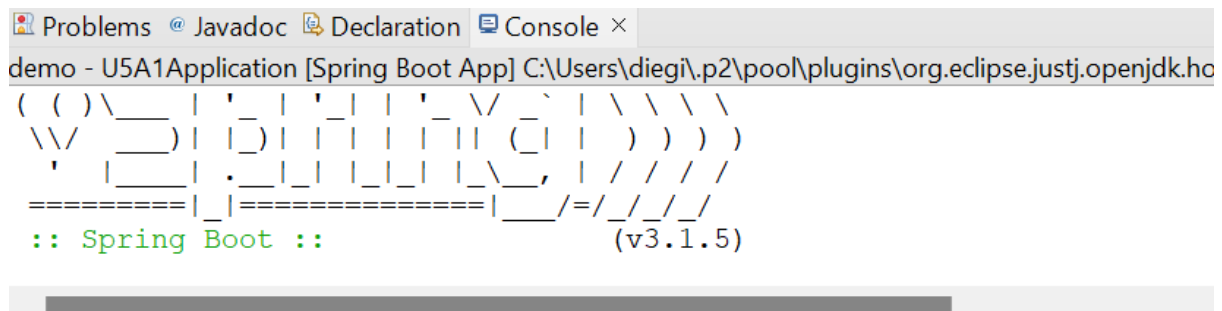 Problems @ Javadoc Declaration Console ×
demo - U5A1Application [Spring Boot App] C:\Users\diegi\.p2\pool\plugins\org.eclipse.justj.openjdk.ho
( ( )\___ | '_ | '_| | '_ \/ _` | \ \ \ \
 \\/  ___)| |_)| | | | | || (_| |  ) ) ) )
  '  |____| .__|_| |_|_| |_\__, | / / / /
 =========|_|==============|___/=/_/_/_/
 :: Spring Boot ::                (v3.1.5)